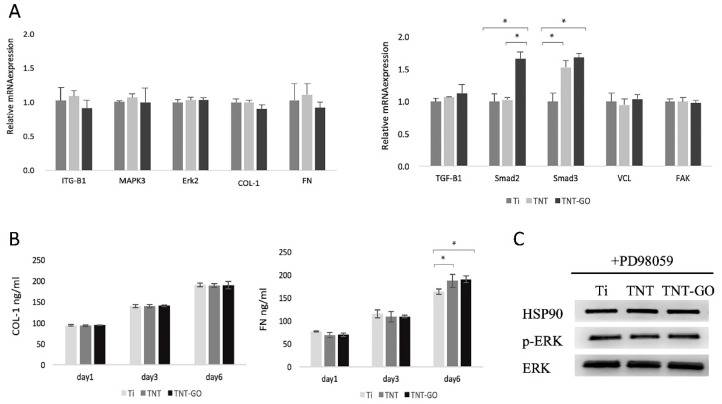 A
Relative mRNAexpression
2.0
1.5
1.0
0.5
0.0
ITG-B1 MAPK3 Erk2 COL-1 FN
Relative mRNAexpression
2.0
1.5
1.0
0.5
0.0
* *
* *
TGF-B1 Smad2 Smad3 VCL FAK
Ti TNT TNT-GO
B
COL-1 ng/ml
250
200
150
100
50
0
day1 day3 day6
Ti TNT TNT-GO
FN ng/ml
250
200
150
100
50
0
*
*
day1 day3 day6
Ti TNT TNT-GO
C
+PD98059
Ti TNT TNT-GO
HSP90
p-ERK
ERK